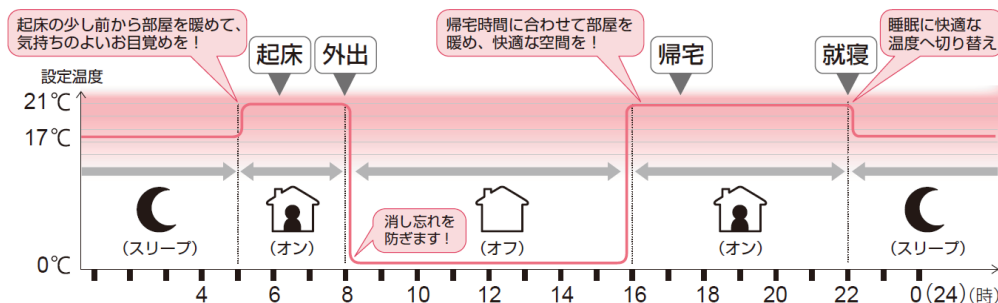 起床の少し前から部屋を暖めて、
気持ちのよいお目覚めを！
起床
外出
帰宅時間に合わせて部屋を
暖め、快適な空間を！
帰宅
就寝
睡眠に快適な
温度へ切り替え
設定温度
21℃
17℃
0℃
（スリープ）
（オン）
消し忘れを
防ぎます！
（オフ）
（オン）
（スリープ）
4 6 8 10 12 14 16 18 20 22 0（24）（時）